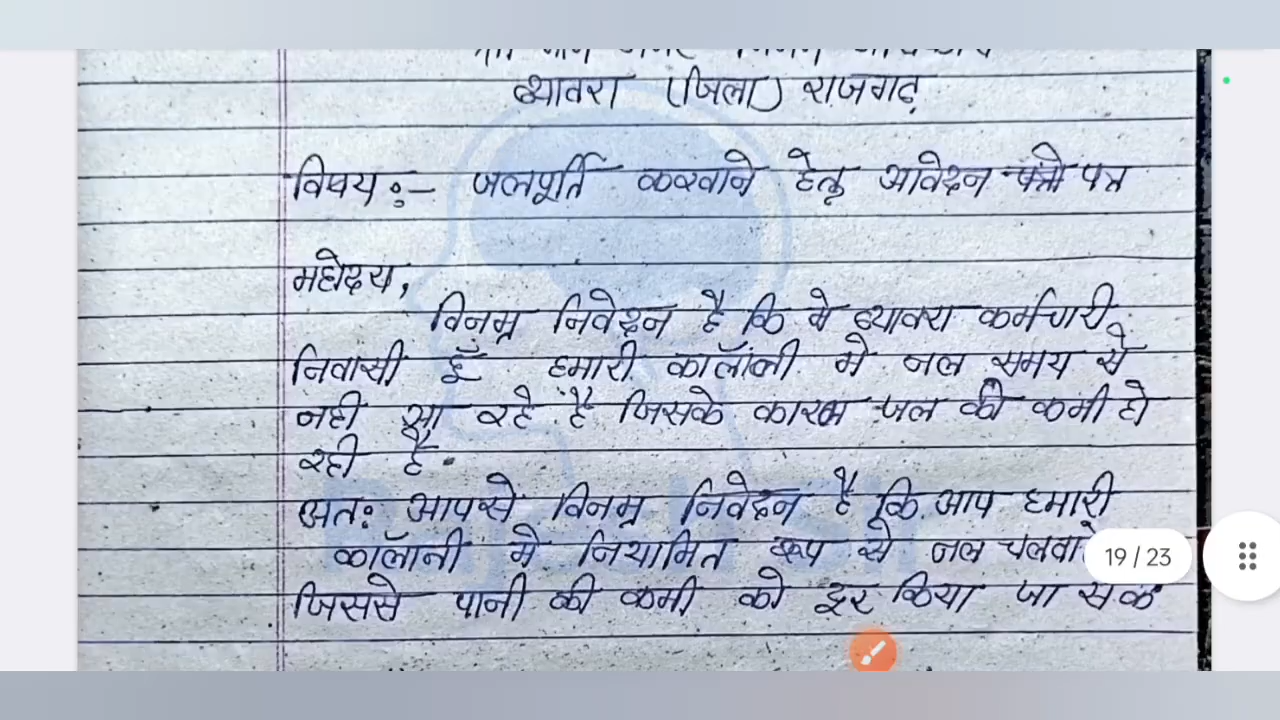 ब्यावरा (जिला) राजगढ़
विषय:- जलपूर्ति करवाने हेतु आवेदन पत्र
महोदय,
विनम्र निवेदन है कि मे ब्यावरा कर्मचारी
निवासी हूँ हमारी कालॉनी मे जल समय से
नही आ रहे है जिसके कारण जल की कमी हो
रही है.
अतः आपसे विनम्र निवेदन है कि आप हमारी
कालॉनी मे नियामित रूप से जल चलवा
19 / 23
जिससे पानी की कमी को दूर किया जा सके